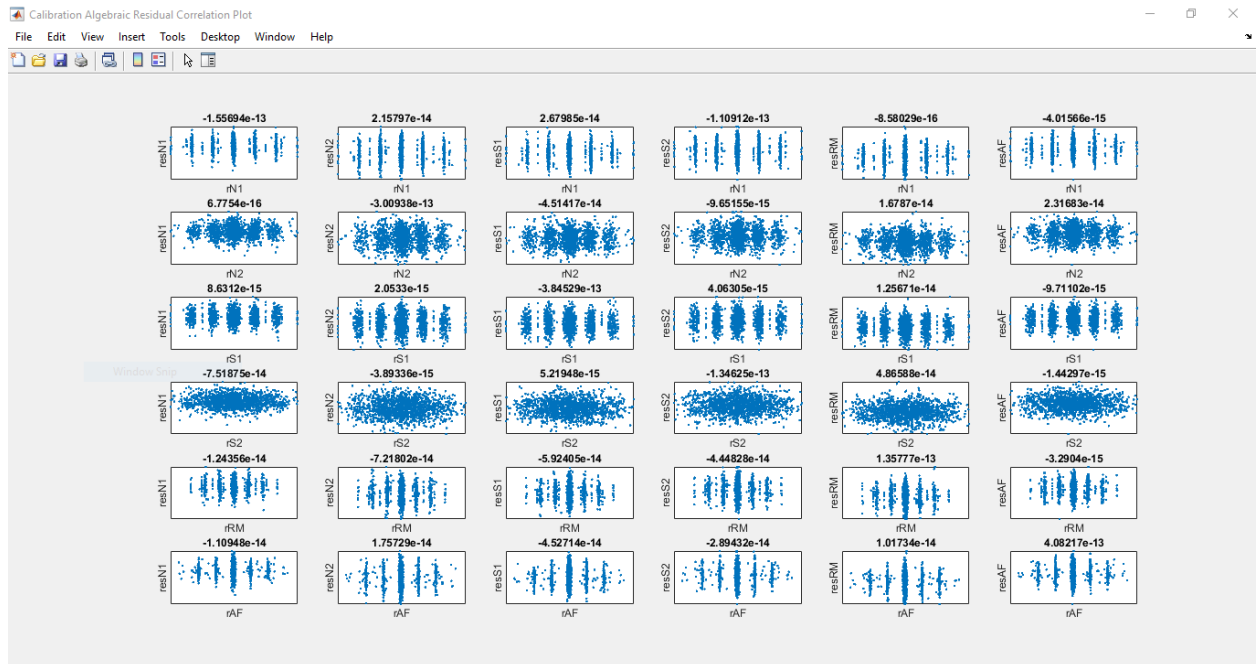 Calibration Algebraic Residual Correlation Plot
File Edit View Insert Tools Desktop Window Help
-1.55694e-13 2.15797e-14 2.67985e-14 -1.10912e-13 -8.58029e-16 -4.01566e-15
resN1 resN2 resS1 resS2 resRM resAF
rN1 rN1 rN1 rN1 rN1 rN1
6.7754e-16 -3.00938e-13 -4.51417e-14 -9.65155e-15 1.6787e-14 2.31683e-14
resN1 resN2 resS1 resS2 resRM resAF
rN2 rN2 rN2 rN2 rN2 rN2
8.6312e-15 2.0533e-15 -3.84529e-13 4.06305e-15 1.25671e-14 -9.71102e-15
resN1 resN2 resS1 resS2 resRM resAF
rS1 rS1 rS1 rS1 rS1 rS1
Window Snip
-7.51875e-14 -3.89336e-15 5.21948e-15 -1.34625e-13 4.86588e-14 -1.44297e-15
resN1 resN2 resS1 resS2 resRM resAF
rS2 rS2 rS2 rS2 rS2 rS2
-1.24356e-14 -7.21802e-14 -5.92405e-14 -4.44828e-14 1.35777e-13 -3.2904e-15
resN1 resN2 resS1 resS2 resRM resAF
rRM rRM rRM rRM rRM rRM
-1.10948e-14 1.75729e-14 -4.52714e-14 -2.89432e-14 1.01734e-14 4.08217e-13
resN1 resN2 resS1 resS2 resRM resAF
rAF rAF rAF rAF rAF rAF